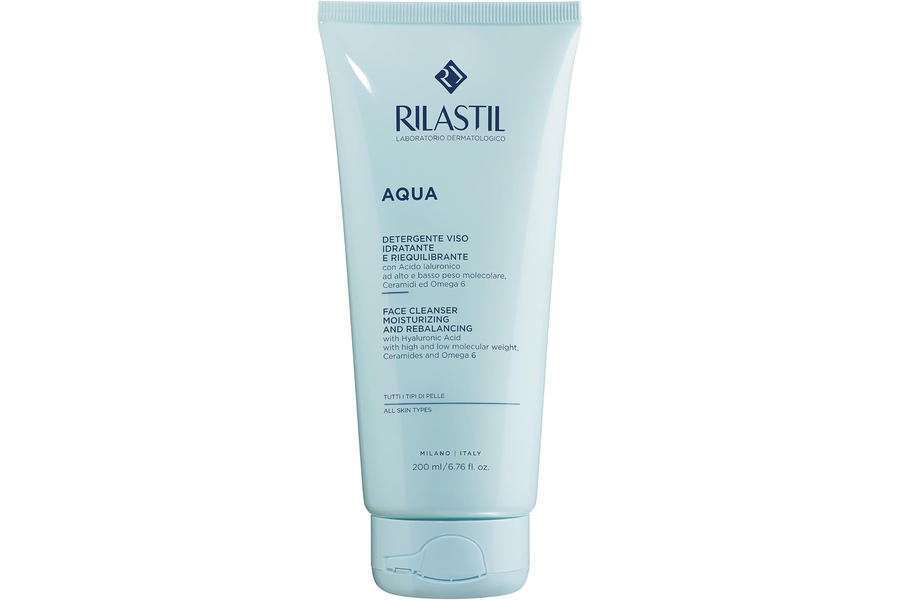 RILASTIL
LABORATORIO DERMATOLOGICO
AQUA
DETERGENTE VISO
IDRATANTE
E RIEQUILIBRANTE
con Acido Ialuronico
ad alto e basso peso molecolare,
Ceramidi ed Omega 6
FACE CLEANSER
MOISTURIZING
AND REBALANCING
with Hyaluronic Acid
with high and low molecular weight,
Ceramides and Omega 6
TUTTI I TIPI DI PELLE
ALL SKIN TYPES
MILANO | ITALY
200 ml/6.76 fl. oz.